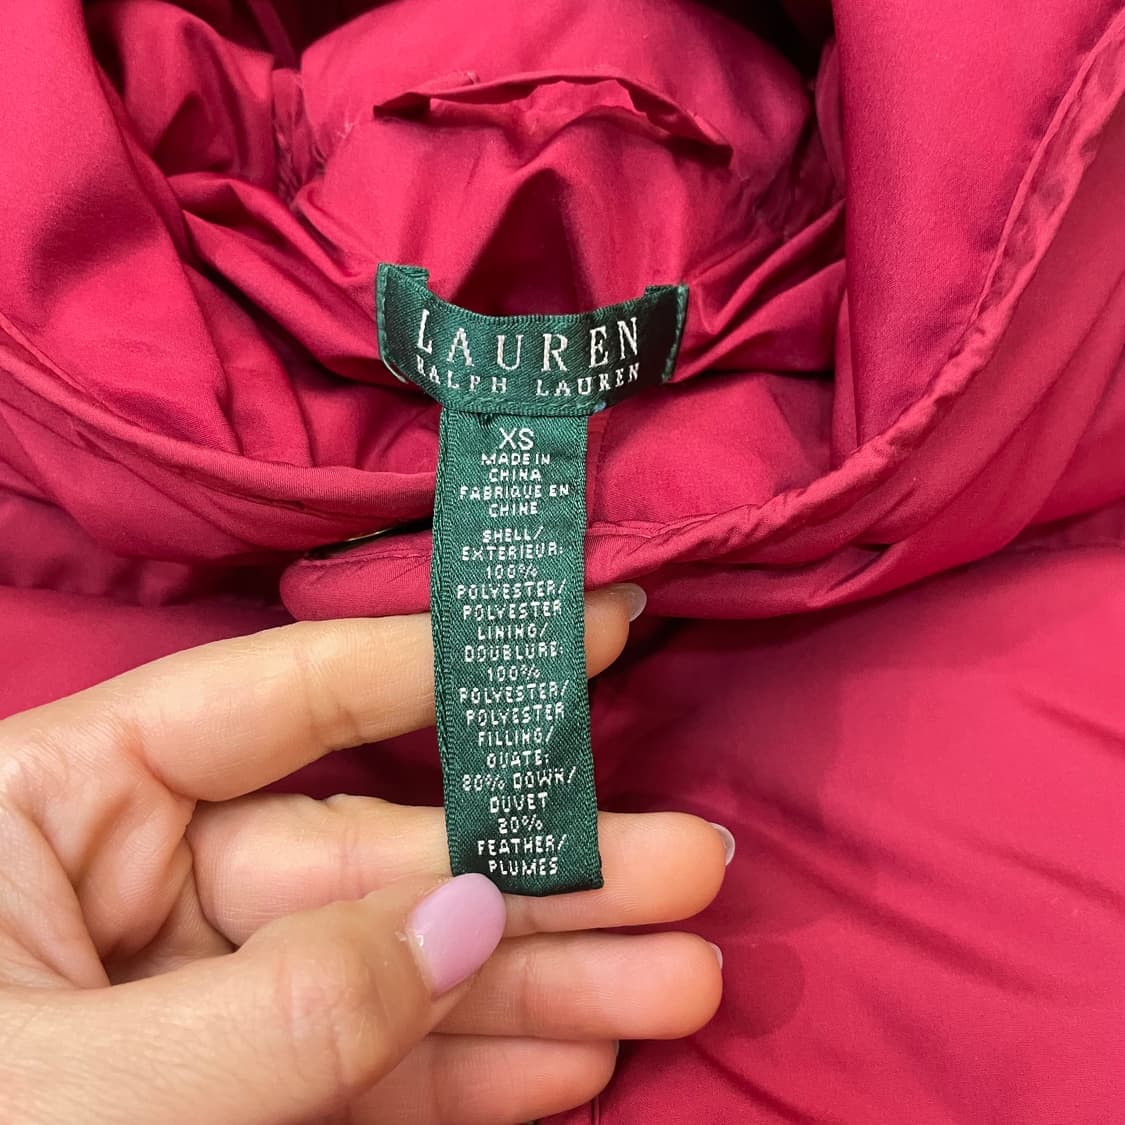 LAUREN
RALPH LAUREN
XS
MADE IN
CHINA
FABRIQUE EN
CHINE
SHELL/
EXTERIEUR:
100%
POLYESTER/
POLYESTER
LINING/
DOUBLURE:
100%
POLYESTER/
POLYESTER
FILLING/
OUATE:
80% DOWN/
DUVET
20%
FEATHER/
PLUMES